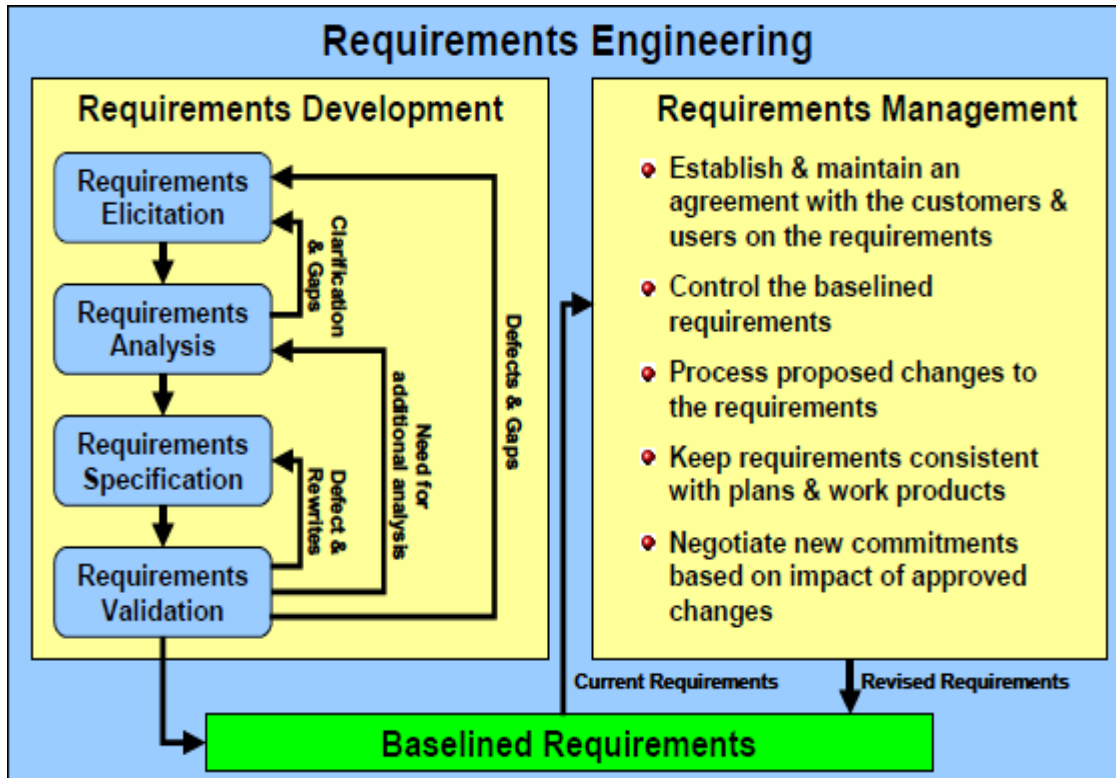 Requirements Engineering
Requirements Development
Requirements
Elicitation
Requirements
Analysis
Requirements
Specification
Requirements
Validation
Clarification
& Gaps
Defect &
Rewrites
Need for
additional analysis
Defects & Gaps
Requirements Management
Establish & maintain an
agreement with the customers &
users on the requirements
Control the baselined
requirements
Process proposed changes to
the requirements
Keep requirements consistent
with plans & work products
Negotiate new commitments
based on impact of approved
changes
Current Requirements
Revised Requirements
Baselined Requirements